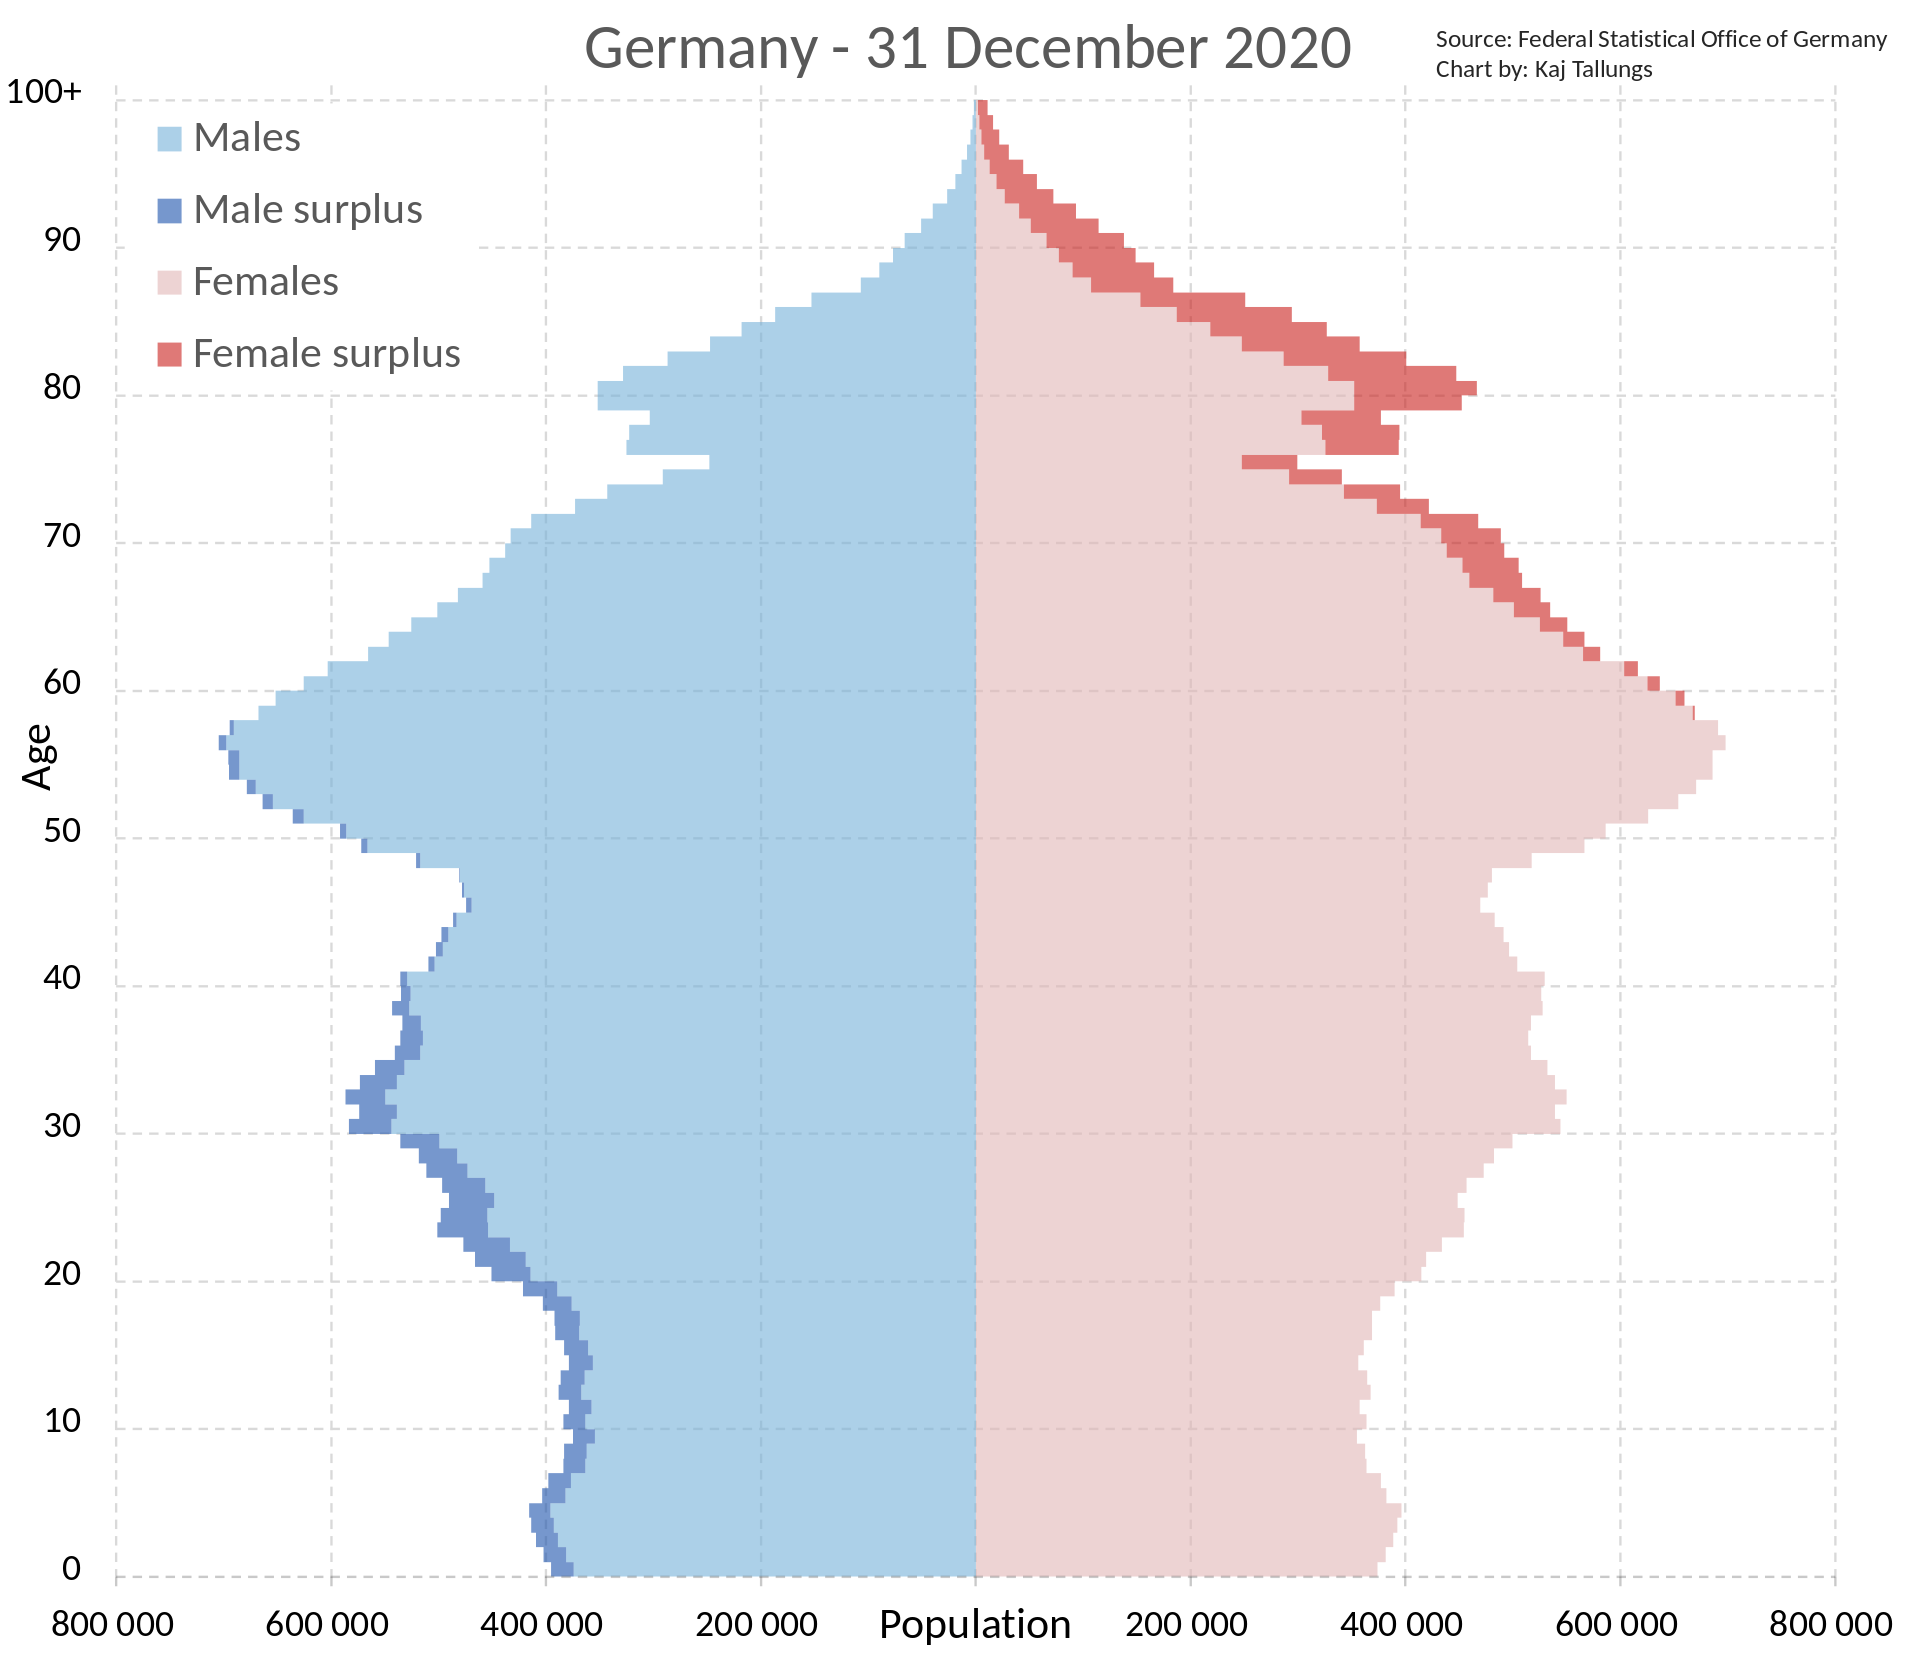 Germany - 31 December 2020
Source: Federal Statistical Office of Germany
Chart by: Kaj Tallungs
100+
Males
Male surplus
90
Females
Female surplus
80
70
60
Age
50
40
30
20
10
0
800 000 600 000 400 000 200 000 Population 200 000 400 000 600 000 800 000